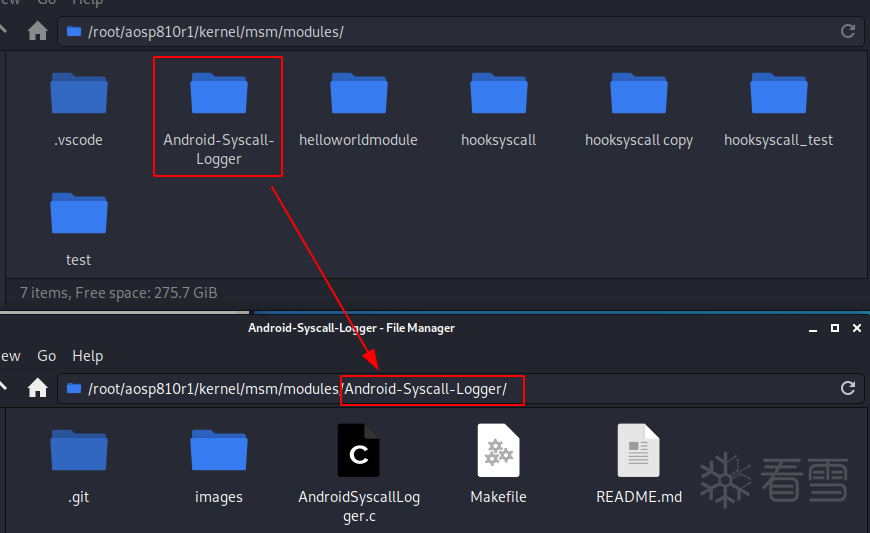 ew Go Help
/root/aosp810r1/kernel/msm/modules/
.vscode
Android-Syscall-
Logger
helloworldmodule
hooksyscall
hooksyscall copy
hooksyscall_test
test
7 items, Free space: 275.7 GiB
Android-Syscall-Logger - File Manager
ew Go Help
/root/aosp810r1/kernel/msm/modules/Android-Syscall-Logger/
.git
images
C
AndroidSyscallLog
ger.c
Makefile
README.md
看雪